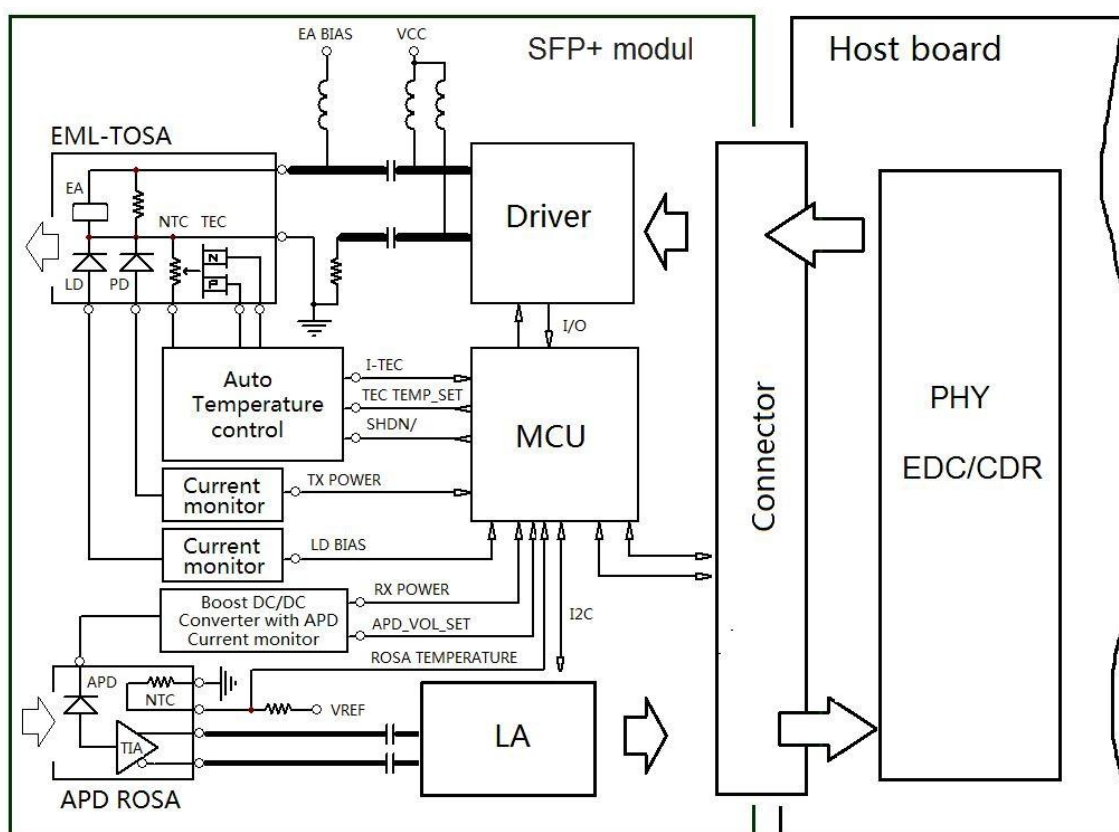 EA BIAS
VCC
SFP+ modul
Host board
EML-TOSA
EA
NTC TEC
N
P
LD
PD
Driver
I/O
Auto
Temperature
control
I-TEC
TEC TEMP_SET
SHDN/
MCU
Connector
PHY
EDC/CDR
Current
monitor
TX POWER
Current
monitor
LD BIAS
Boost DC/DC
Converter with APD
Current monitor
RX POWER
APD_VOL_SET
I2C
ROSA TEMPERATURE
APD
NTC
VREF
TIA
LA
APD ROSA